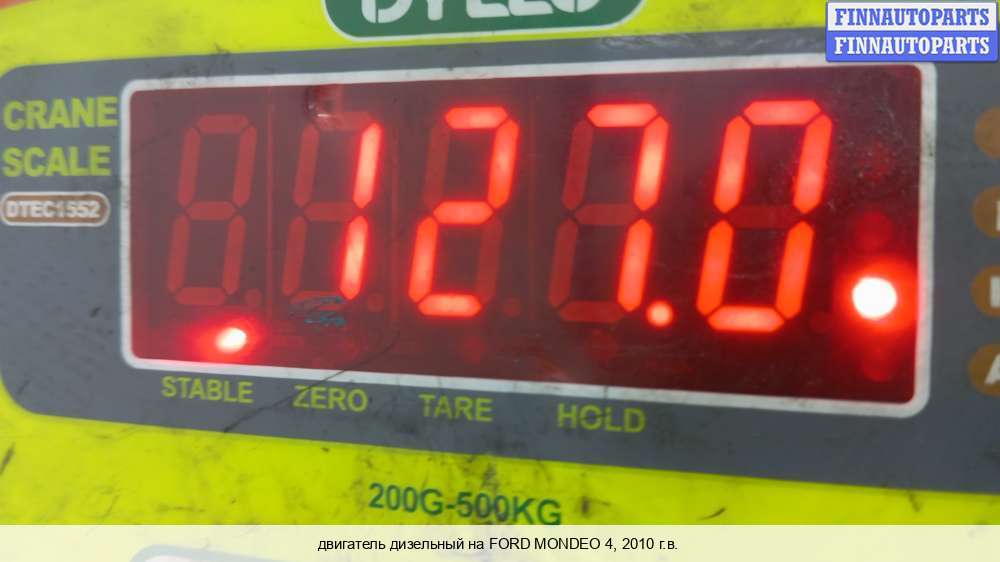 FINNAUTOPARTS
FINNAUTOPARTS
CRANE
SCALE
DTEC1552
127.0
STABLE ZERO TARE HOLD
200G-500KG
двигатель дизельный на FORD MONDEO 4, 2010 г.в.